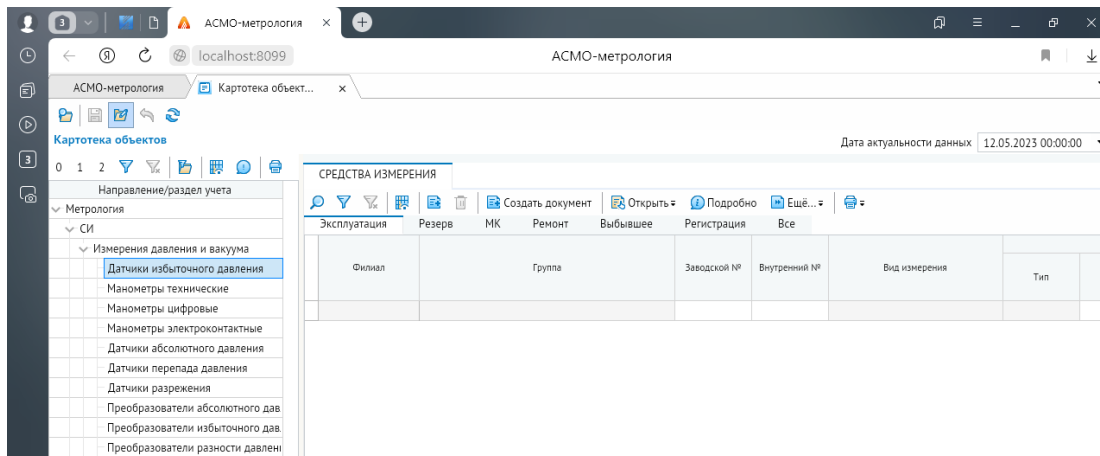 3 АСМО-метрология
Я localhost:8099 АСМО-метрология
АСМО-метрология Картотека объект...
Картотека объектов
Дата актуальности данных 12.05.2023 00:00:00
3
0 1 2
СРЕДСТВА ИЗМЕРЕНИЯ
Направление/раздел учета
Создать документ Открыть Подробно Ещё...
Эксплуатация Резерв МК Ремонт Выбывшее Регистрация Все
Филиал Группа Заводской № Внутренний № Вид измерения Тип
Метрология
СИ
Измерения давления и вакуума
Датчики избыточного давления
Манометры технические
Манометры цифровые
Манометры электроконтактные
Датчики абсолютного давления
Датчики перепада давления
Датчики разрежения
Преобразователи абсолютного дав
Преобразователи избыточного дав.
Преобразователи разности давлени